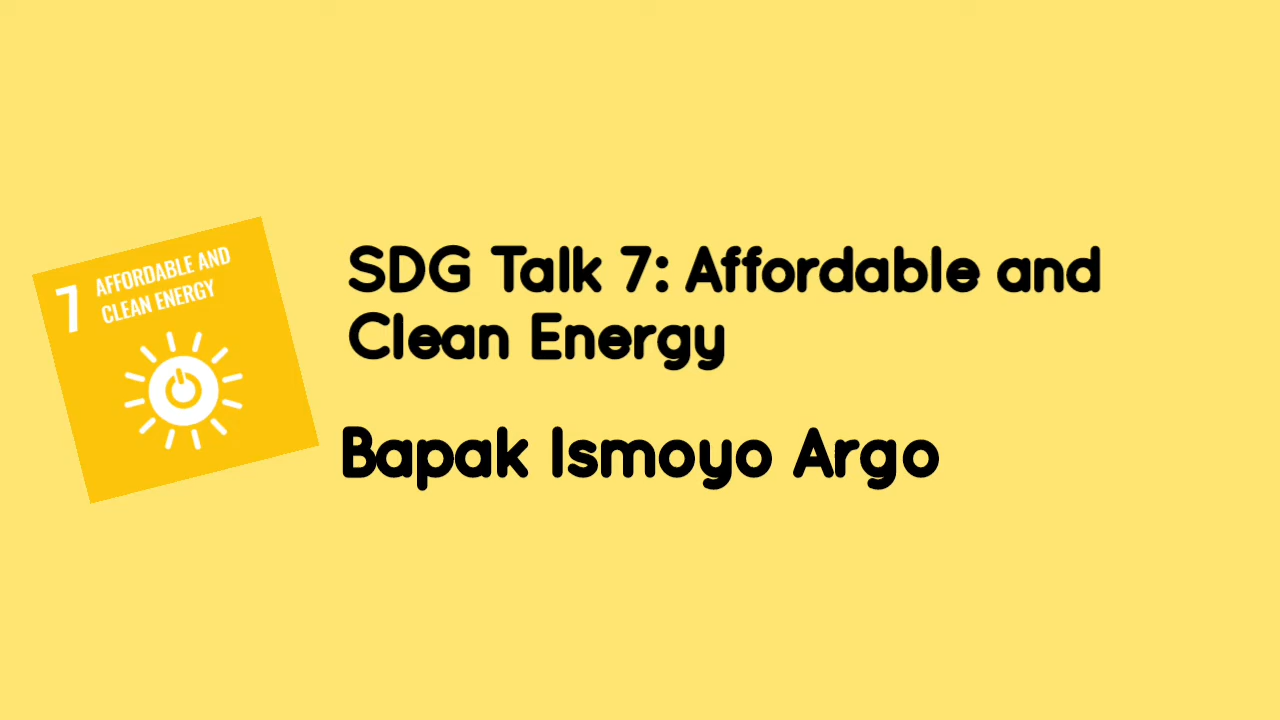 7 AFFORDABLE AND
CLEAN ENERGY
SDG Talk 7: Affordable and
Clean Energy
Bapak Ismoyo Argo